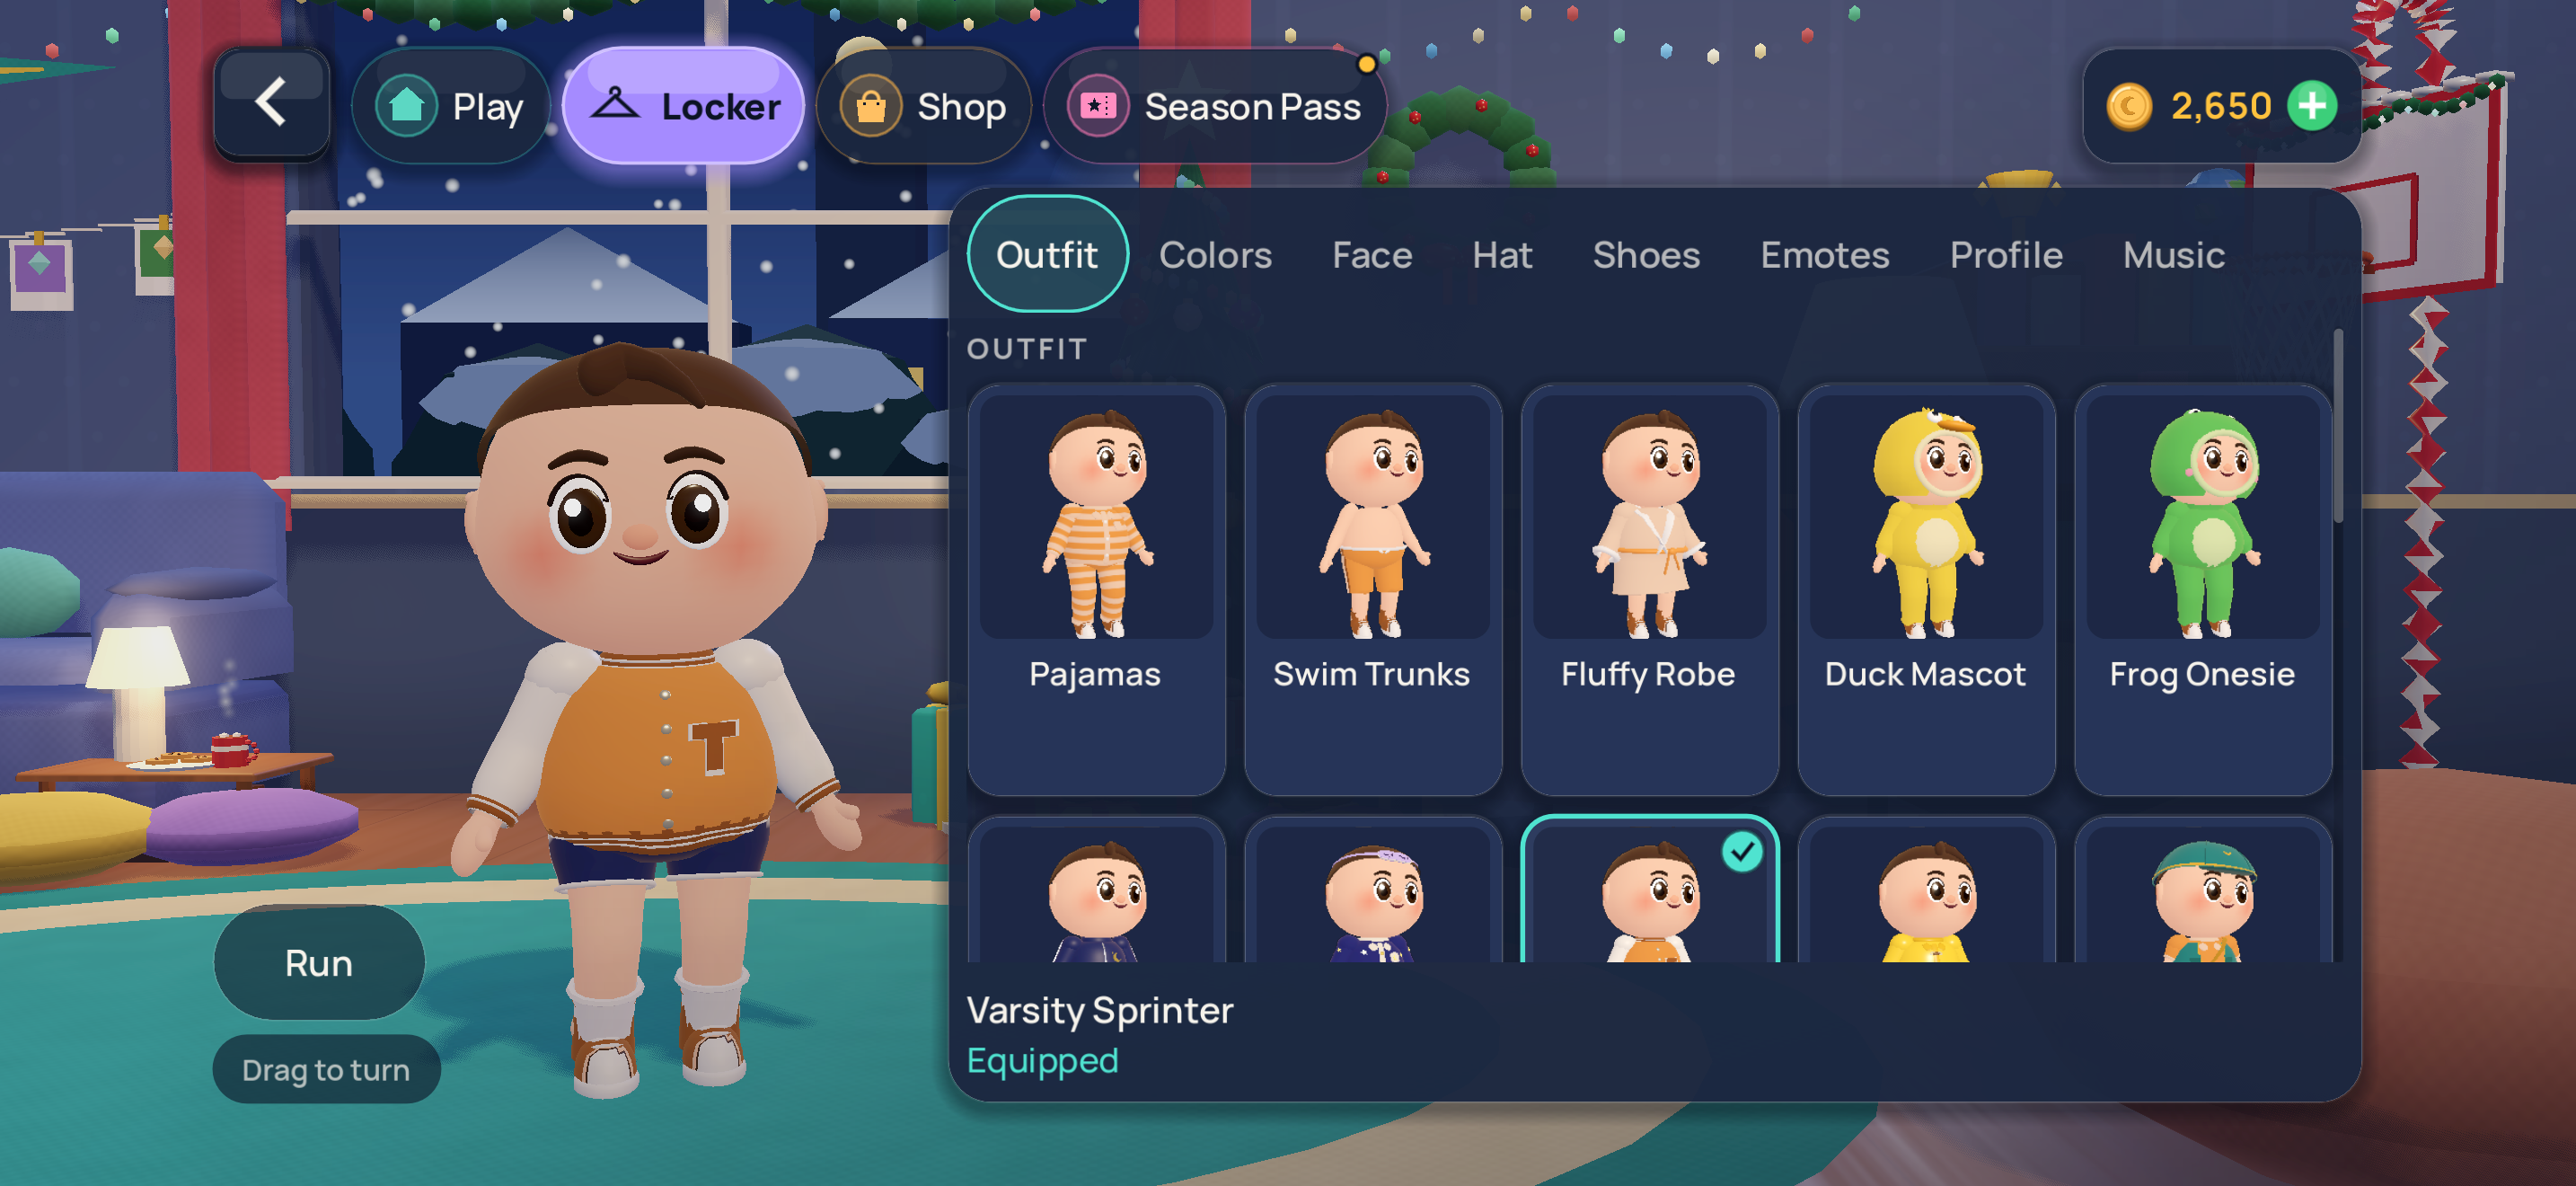 Play
Locker
Shop
Season Pass
2,650
Outfit
Colors
Face
Hat
Shoes
Emotes
Profile
Music
OUTFIT
Pajamas
Swim Trunks
Fluffy Robe
Duck Mascot
Frog Onesie
T
Run
Drag to turn
Varsity Sprinter
Equipped